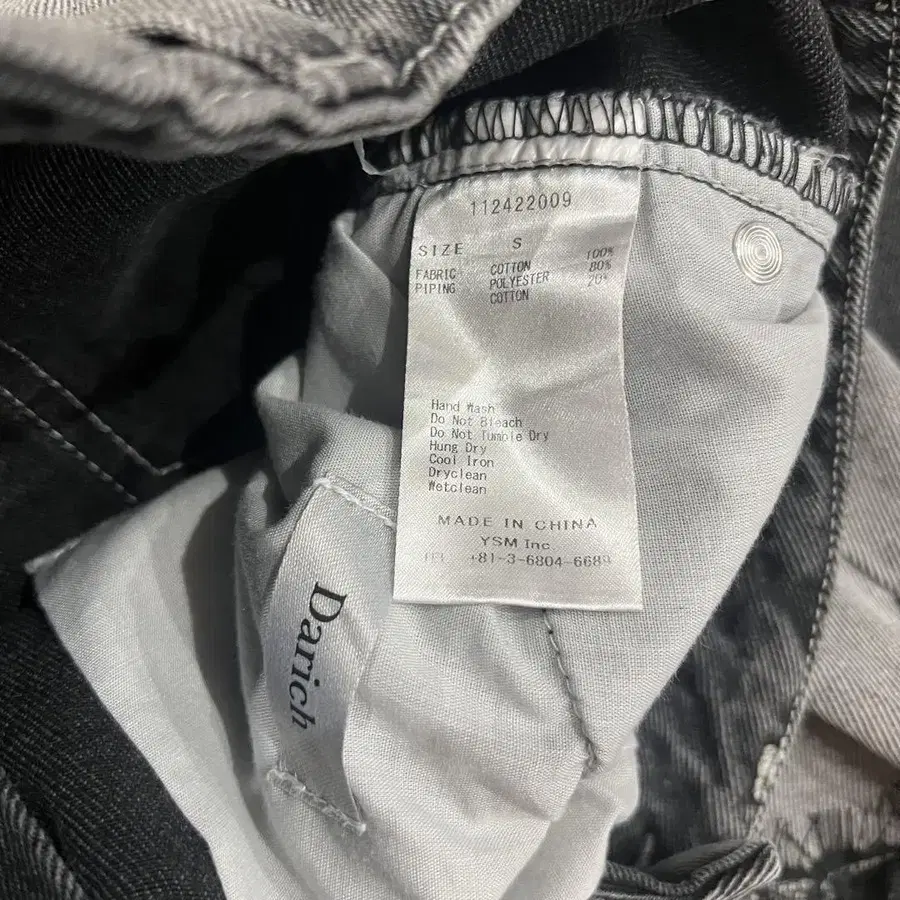 112422009
SIZE S
FABRIC COTTON 100%
PIPING POLYESTER 80%
COTTON 20%
Hand Wash
Do Not Bleach
Do Not Tumble Dry
Hung Dry
Cool Iron
Dryclean
Wetclean
MADE IN CHINA
YSM Inc.
TEL +81-3-6804-6689
Darich